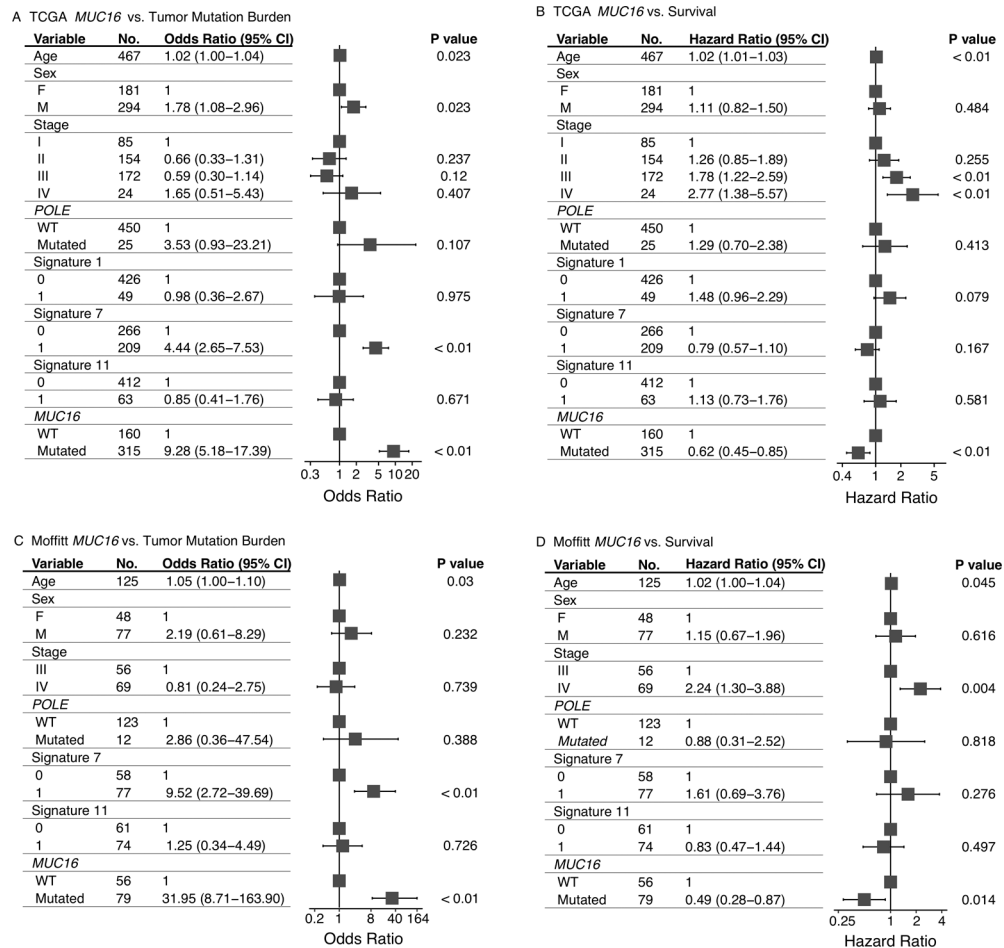 A TCGA MUC16 vs. Tumor Mutation Burden
Variable No. Odds Ratio (95% CI) P value
Age 467 1.02 (1.00–1.04) 0.023
Sex
F 181 1
M 294 1.78 (1.08–2.96) 0.023
Stage
I 85 1
II 154 0.66 (0.33–1.31) 0.237
III 172 0.59 (0.30–1.14) 0.12
IV 24 1.65 (0.51–5.43) 0.407
POLE
WT 450 1
Mutated 25 3.53 (0.93–23.21) 0.107
Signature 1
0 426 1
1 49 0.98 (0.36–2.67) 0.975
Signature 7
0 266 1
1 209 4.44 (2.65–7.53) < 0.01
Signature 11
0 412 1
1 63 0.85 (0.41–1.76) 0.671
MUC16
WT 160 1
Mutated 315 9.28 (5.18–17.39) < 0.01
0.3 1 2 5 10 20
Odds Ratio
B TCGA MUC16 vs. Survival
Variable No. Hazard Ratio (95% CI) P value
Age 467 1.02 (1.01–1.03) < 0.01
Sex
F 181 1
M 294 1.11 (0.82–1.50) 0.484
Stage
I 85 1
II 154 1.26 (0.85–1.89) 0.255
III 172 1.78 (1.22–2.59) < 0.01
IV 24 2.77 (1.38–5.57) < 0.01
POLE
WT 450 1
Mutated 25 1.29 (0.70–2.38) 0.413
Signature 1
0 426 1
1 49 1.48 (0.96–2.29) 0.079
Signature 7
0 266 1
1 209 0.79 (0.57–1.10) 0.167
Signature 11
0 412 1
1 63 1.13 (0.73–1.76) 0.581
MUC16
WT 160 1
Mutated 315 0.62 (0.45–0.85) < 0.01
0.4 1 2 5
Hazard Ratio
C Moffitt MUC16 vs. Tumor Mutation Burden
Variable No. Odds Ratio (95% CI) P value
Age 125 1.05 (1.00–1.10) 0.03
Sex
F 48 1
M 77 2.19 (0.61–8.29) 0.232
Stage
III 56 1
IV 69 0.81 (0.24–2.75) 0.739
POLE
WT 123 1
Mutated 12 2.86 (0.36–47.54) 0.388
Signature 7
0 58 1
1 77 9.52 (2.72–39.69) < 0.01
Signature 11
0 61 1
1 74 1.25 (0.34–4.49) 0.726
MUC16
WT 56 1
Mutated 79 31.95 (8.71–163.90) < 0.01
0.2 1 8 40 164
Odds Ratio
D Moffitt MUC16 vs. Survival
Variable No. Hazard Ratio (95% CI) P value
Age 125 1.02 (1.00–1.04) 0.045
Sex
F 48 1
M 77 1.15 (0.67–1.96) 0.616
Stage
III 56 1
IV 69 2.24 (1.30–3.88) 0.004
POLE
WT 123 1
Mutated 12 0.88 (0.31–2.52) 0.818
Signature 7
0 58 1
1 77 1.61 (0.69–3.76) 0.276
Signature 11
0 61 1
1 74 0.83 (0.47–1.44) 0.497
MUC16
WT 56 1
Mutated 79 0.49 (0.28–0.87) 0.014
0.25 1 2 4
Hazard Ratio